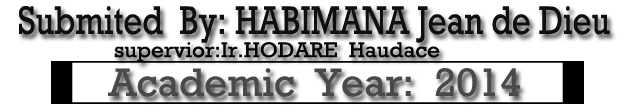 Submited By: HABIMANA Jean de Dieu
supervior:Ir.HODARE Haudace
Academic Year: 2014